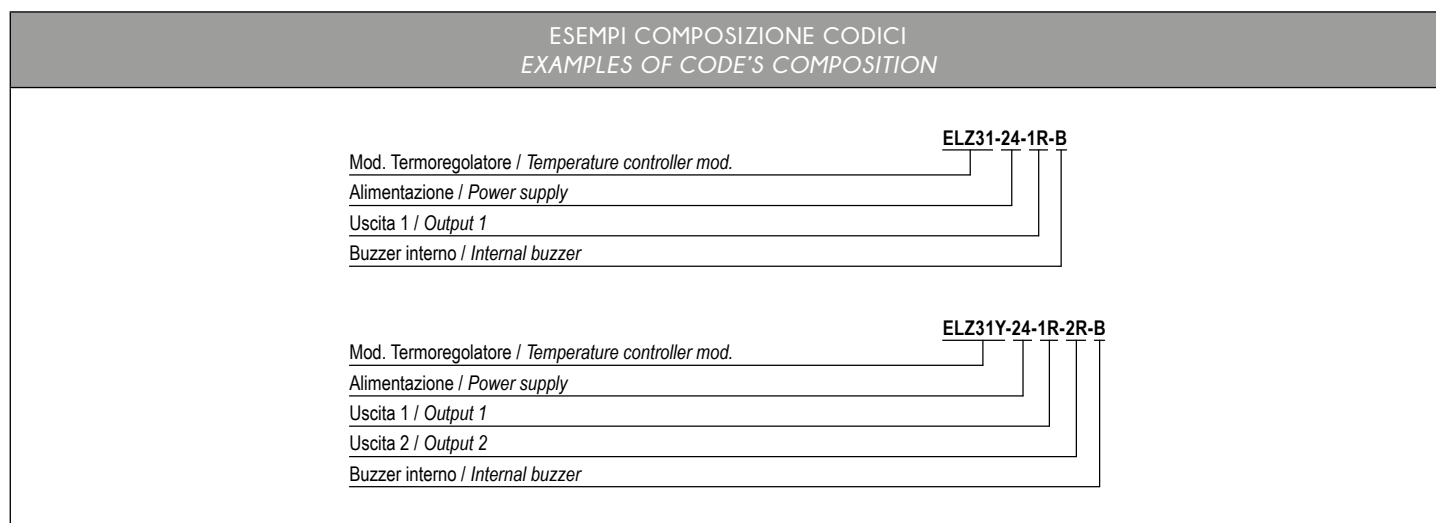 ESEMPI COMPOSIZIONE CODICI
EXAMPLES OF CODE'S COMPOSITION
ELZ31-24-1R-B
Mod. Termoregolatore / Temperature controller mod.
Alimentazione / Power supply
Uscita 1 / Output 1
Buzzer interno / Internal buzzer
ELZ31Y-24-1R-2R-B
Mod. Termoregolatore / Temperature controller mod.
Alimentazione / Power supply
Uscita 1 / Output 1
Uscita 2 / Output 2
Buzzer interno / Internal buzzer